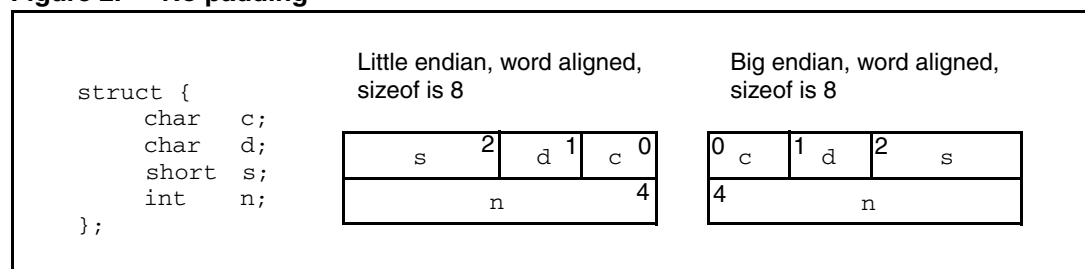 Figure 2. No padding
struct {
char c;
char d;
short s;
int n;
};
Little endian, word aligned,
sizeof is 8
s 2 d 1 c 0
n 4
Big endian, word aligned,
sizeof is 8
0 c 1 d 2 s
4 n